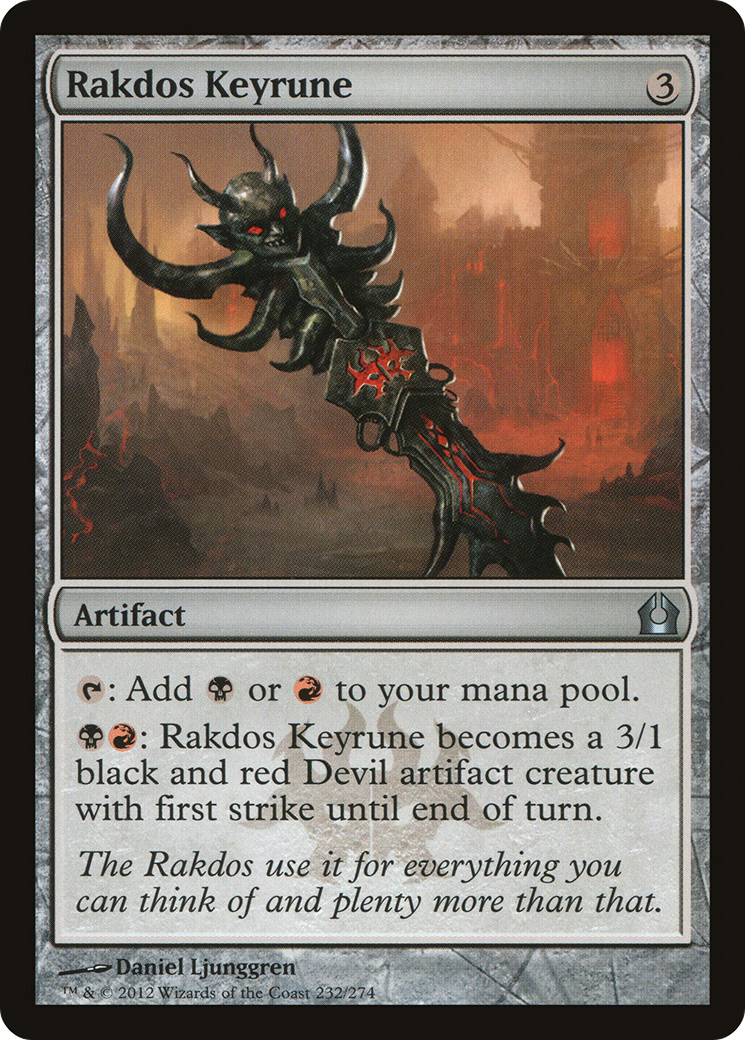 Rakdos Keyrune 3
Artifact
: Add or to your mana pool.
: Rakdos Keyrune becomes a 3/1
black and red Devil artifact creature
with first strike until end of turn.
The Rakdos use it for everything you
can think of and plenty more than that.
Daniel Ljunggren
™ & © 2012 Wizards of the Coast 232/274